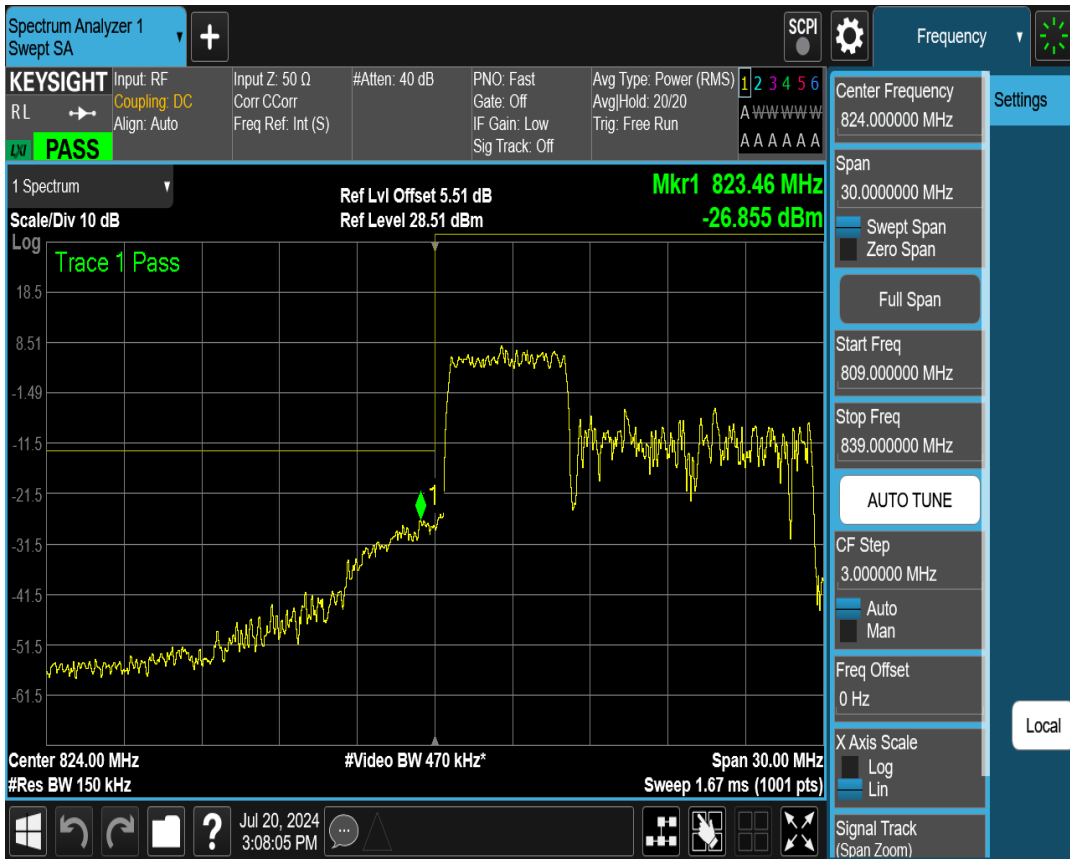 Spectrum Analyzer 1
Swept SA
+
SCPI
Frequency
KEYSIGHT
R L
LXI
PASS
Input: RF
Coupling: DC
Align: Auto
Input Z: 50 Ω
Corr CCorr
Freq Ref: Int (S)
#Atten: 40 dB
PNO: Fast
Gate: Off
IF Gain: Low
Sig Track: Off
Avg Type: Power (RMS)
Avg|Hold: 20/20
Trig: Free Run
1 2 3 4 5 6
A W W W W W
A A A A A A
1 Spectrum
Scale/Div 10 dB
Ref Lvl Offset 5.51 dB
Ref Level 28.51 dBm
Mkr1 823.46 MHz
-26.855 dBm
Log
Trace 1 Pass
18.5
8.51
-1.49
-11.5
-21.5
-31.5
-41.5
-51.5
-61.5
1
Center 824.00 MHz
#Res BW 150 kHz
#Video BW 470 kHz*
Span 30.00 MHz
Sweep 1.67 ms (1001 pts)
Center Frequency
824.000000 MHz
Span
30.0000000 MHz
Swept Span
Zero Span
Full Span
Start Freq
809.000000 MHz
Stop Freq
839.000000 MHz
AUTO TUNE
CF Step
3.000000 MHz
Auto
Man
Freq Offset
0 Hz
X Axis Scale
Log
Lin
Signal Track
(Span Zoom)
Settings
Local
?
Jul 20, 2024
3:08:05 PM